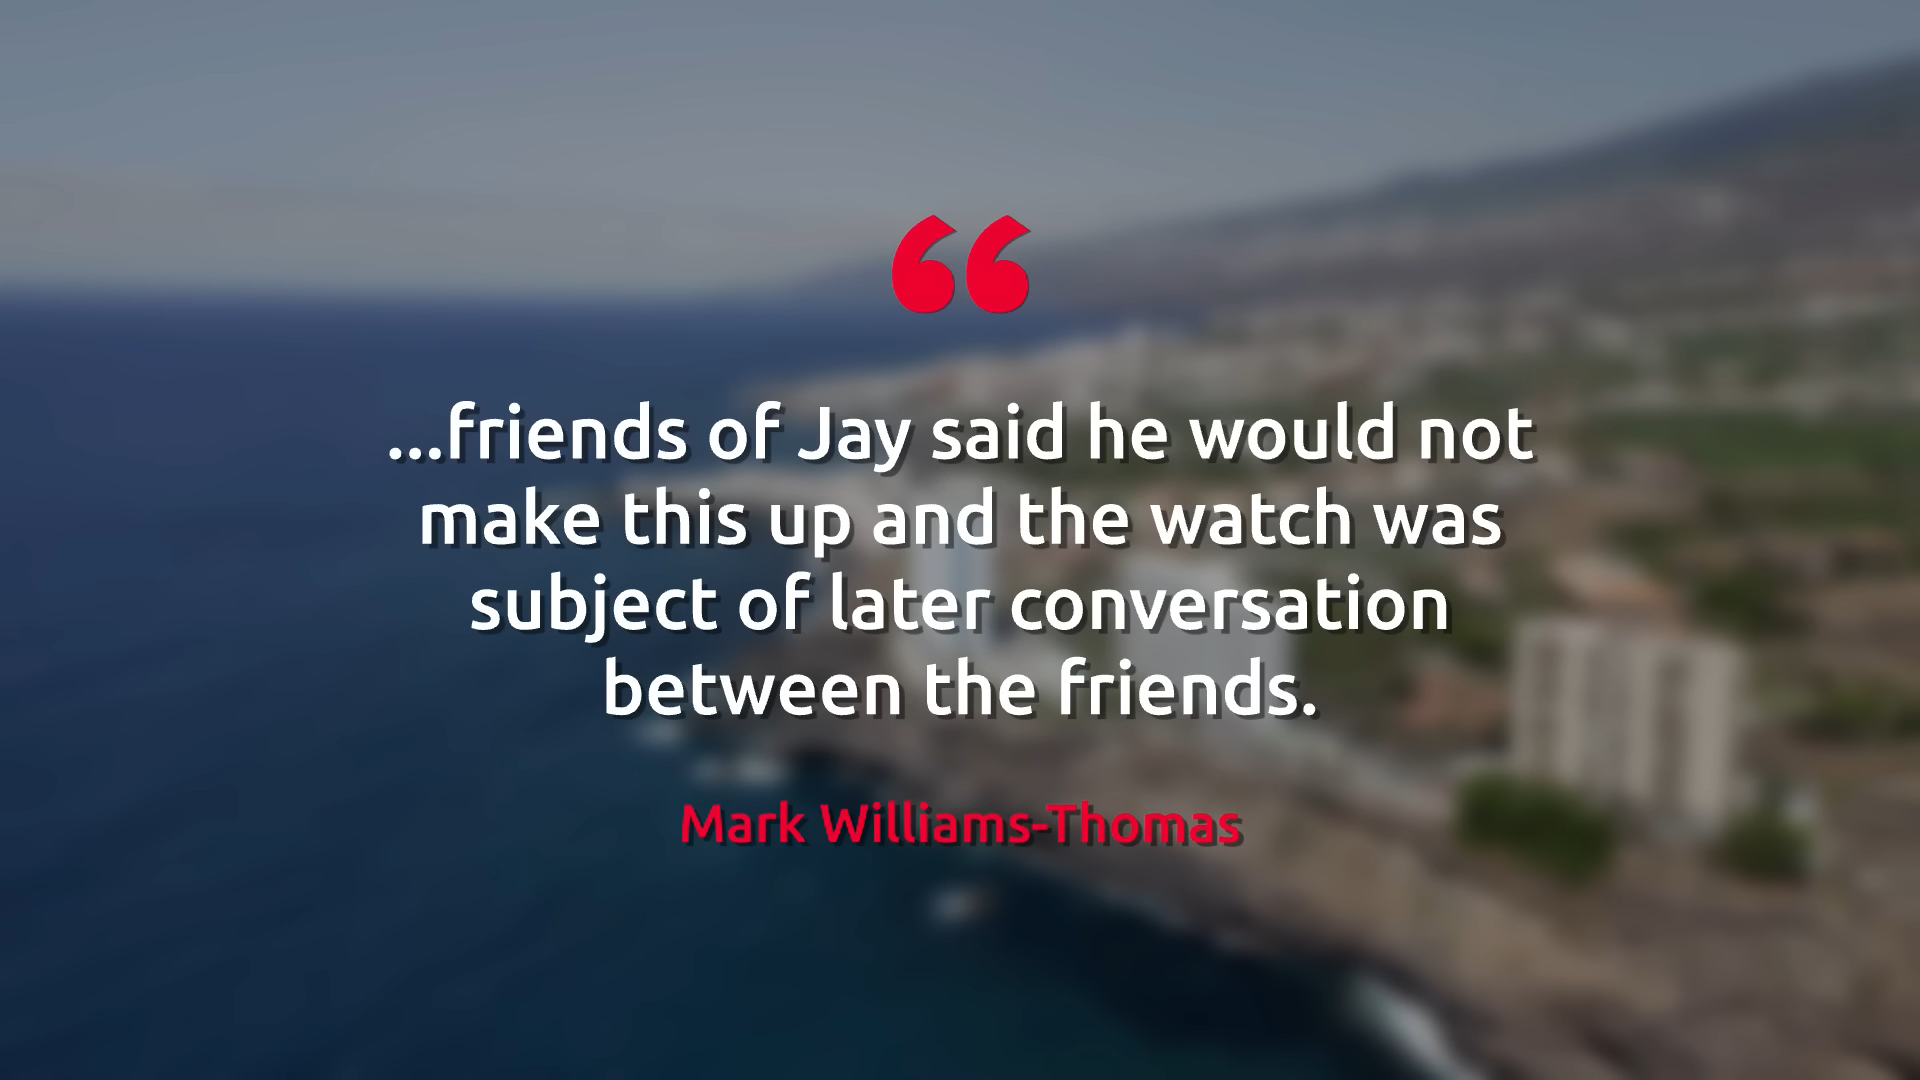 “
...friends of Jay said he would not
make this up and the watch was
subject of later conversation
between the friends.
Mark Williams-Thomas